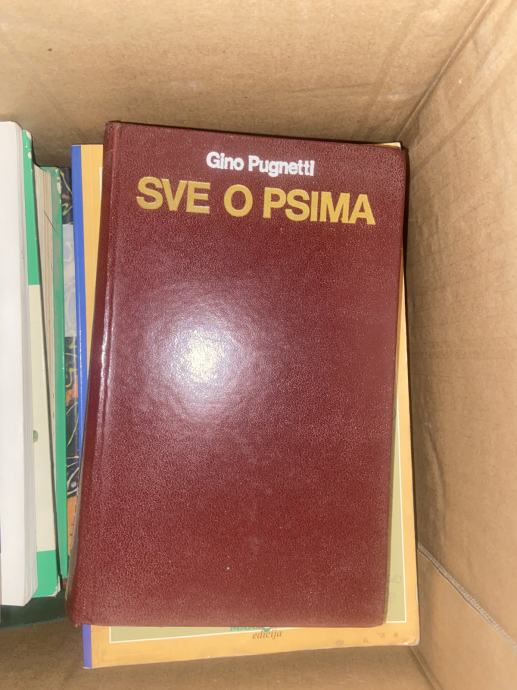 Gino Pugnetti
SVE O PSIMA
edicija